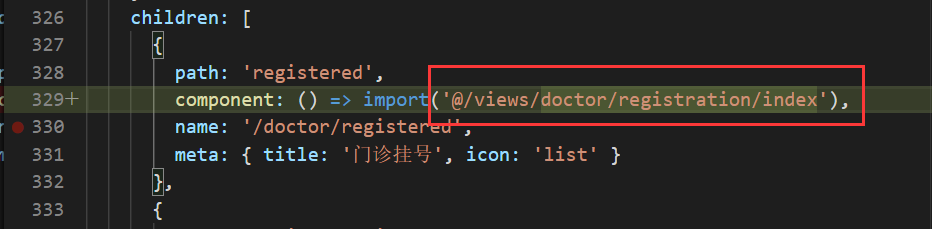 326 children: [
327 {
328 path: 'registered',
329+ component: () => import('@/views/doctor/registration/index'),
330 name: '/doctor/registered',
331 meta: { title: '门诊挂号', icon: 'list' }
332 },
333 {